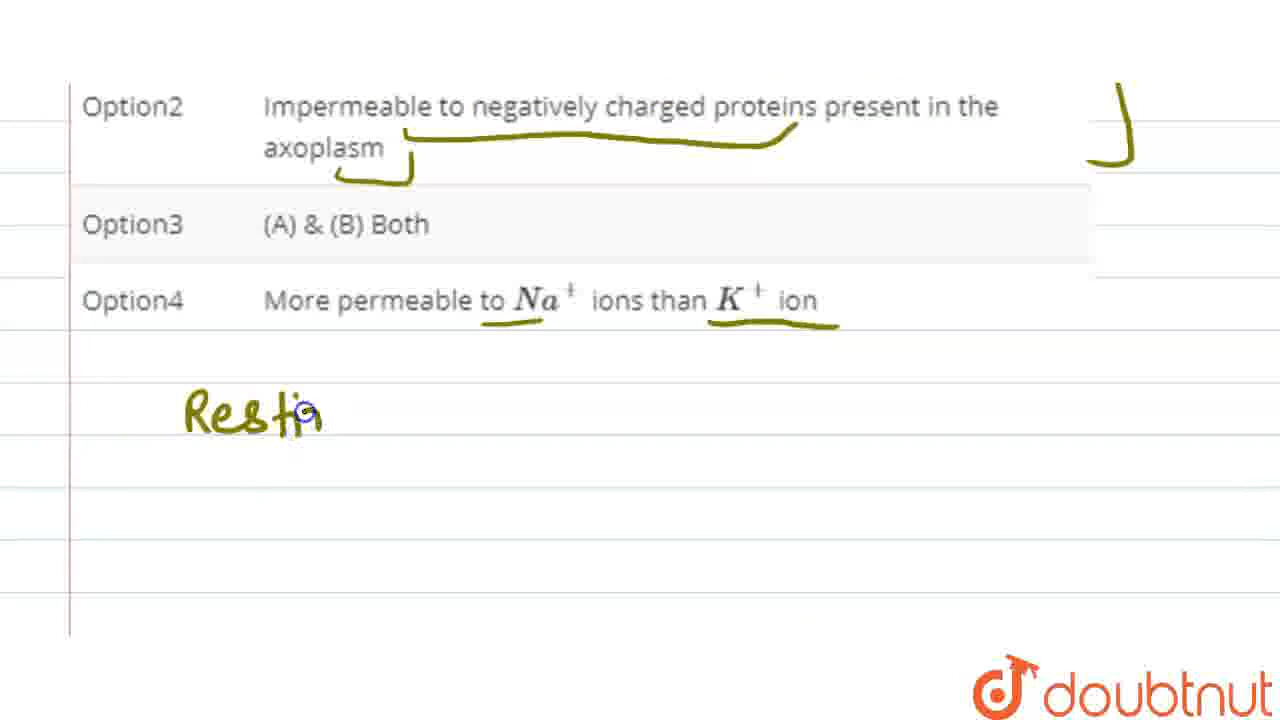 Option2 Impermeable to negatively charged proteins present in the
axoplasm
Option3 (A) & (B) Both
Option4 More permeable to Na⁺ ions than K⁺ ion
Restin
doubtnut